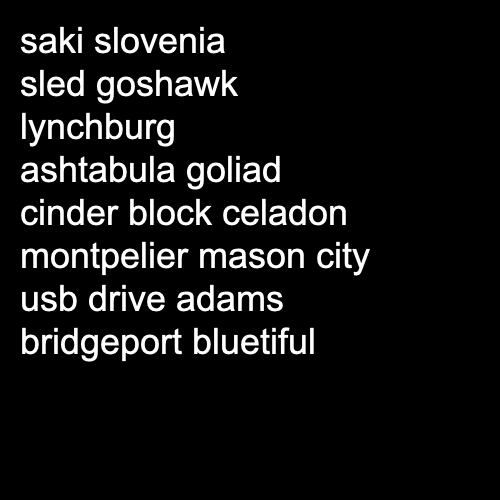 saki slovenia
sled goshawk
lynchburg
ashtabula goliad
cinder block celadon
montpelier mason city
usb drive adams
bridgeport bluetiful